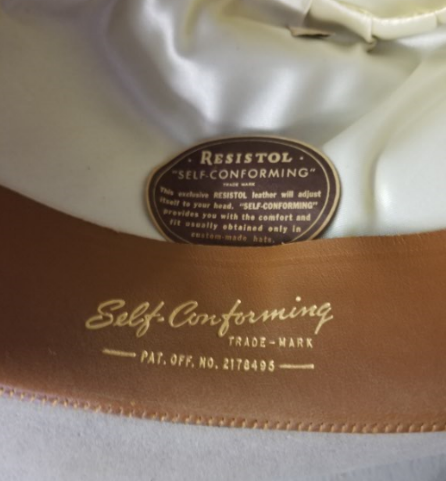 · RESISTOL ·
"SELF-CONFORMING"
TRADE MARK
This exclusive RESISTOL leather will adjust
itself to your head. "SELF-CONFORMING"
provides you with the comfort and
fit usually obtained only in
custom-made hats.
Self-Conforming
TRADE-MARK
PAT. OFF. NO. 2178495